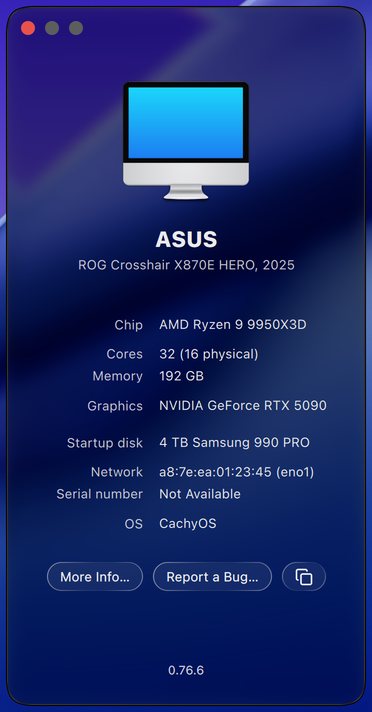 ASUS
ROG Crosshair X870E HERO, 2025
Chip AMD Ryzen 9 9950X3D
Cores 32 (16 physical)
Memory 192 GB
Graphics NVIDIA GeForce RTX 5090
Startup disk 4 TB Samsung 990 PRO
Network a8:7e:ea:01:23:45 (eno1)
Serial number Not Available
OS CachyOS
More Info... Report a Bug...
0.76.6